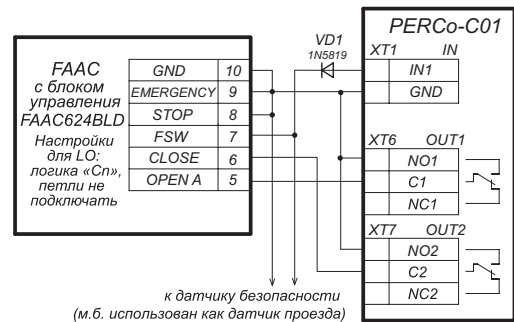 PERCo-C01
VD1
1N5819
XT1 IN
IN1
GND
FAAC
с блоком
управления
FAAC624BLD
Настройки
для LO:
логика «Cn»,
петли не
подключать
GND 10
EMERGENCY 9
STOP 8
FSW 7
CLOSE 6
OPEN A 5
XT6 OUT1
NO1
C1
NC1
XT7 OUT2
NO2
C2
NC2
к датчику безопасности
(м.б. использован как датчик проезда)